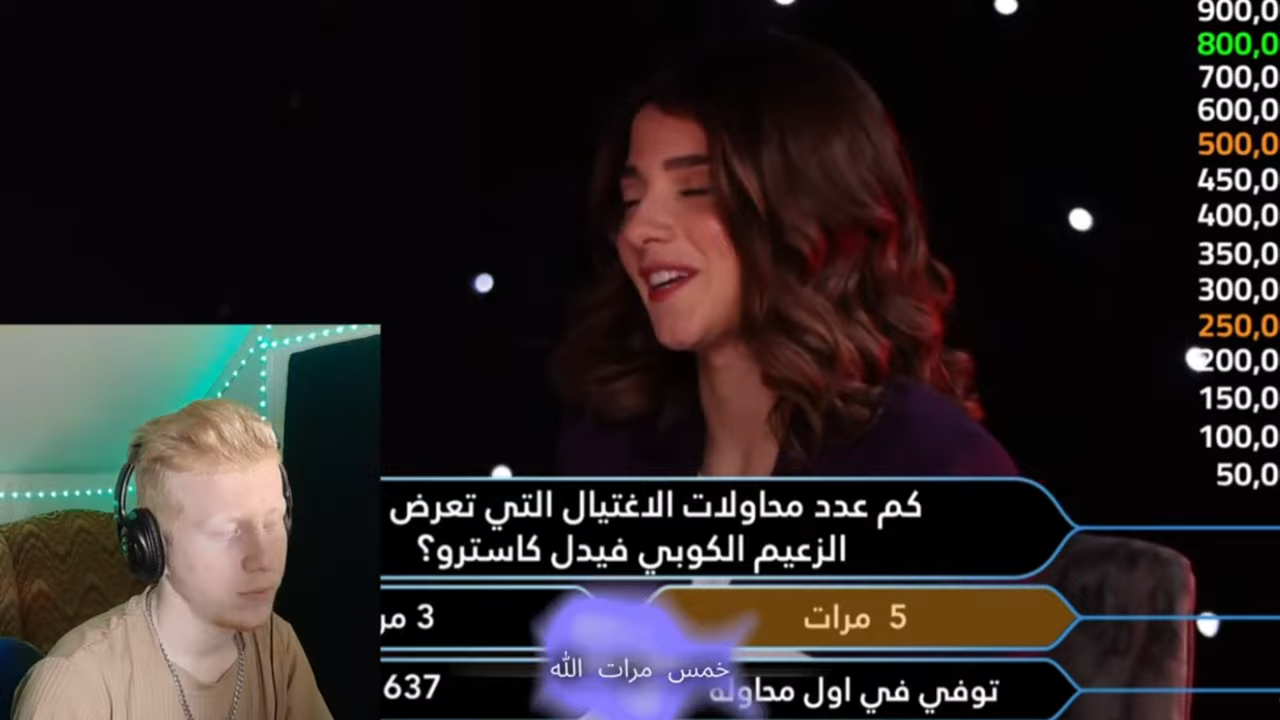 900,0
800,0
700,0
600,0
500,0
450,0
400,0
350,0
300,0
250,0
200,0
150,0
100,0
50,0
كم عدد محاولات الاغتيال التي تعرض
الزعيم الكوبي فيدل كاسترو؟
5 مرات
3 مر
خمس مرات الله
توفي في اول محاولة
637